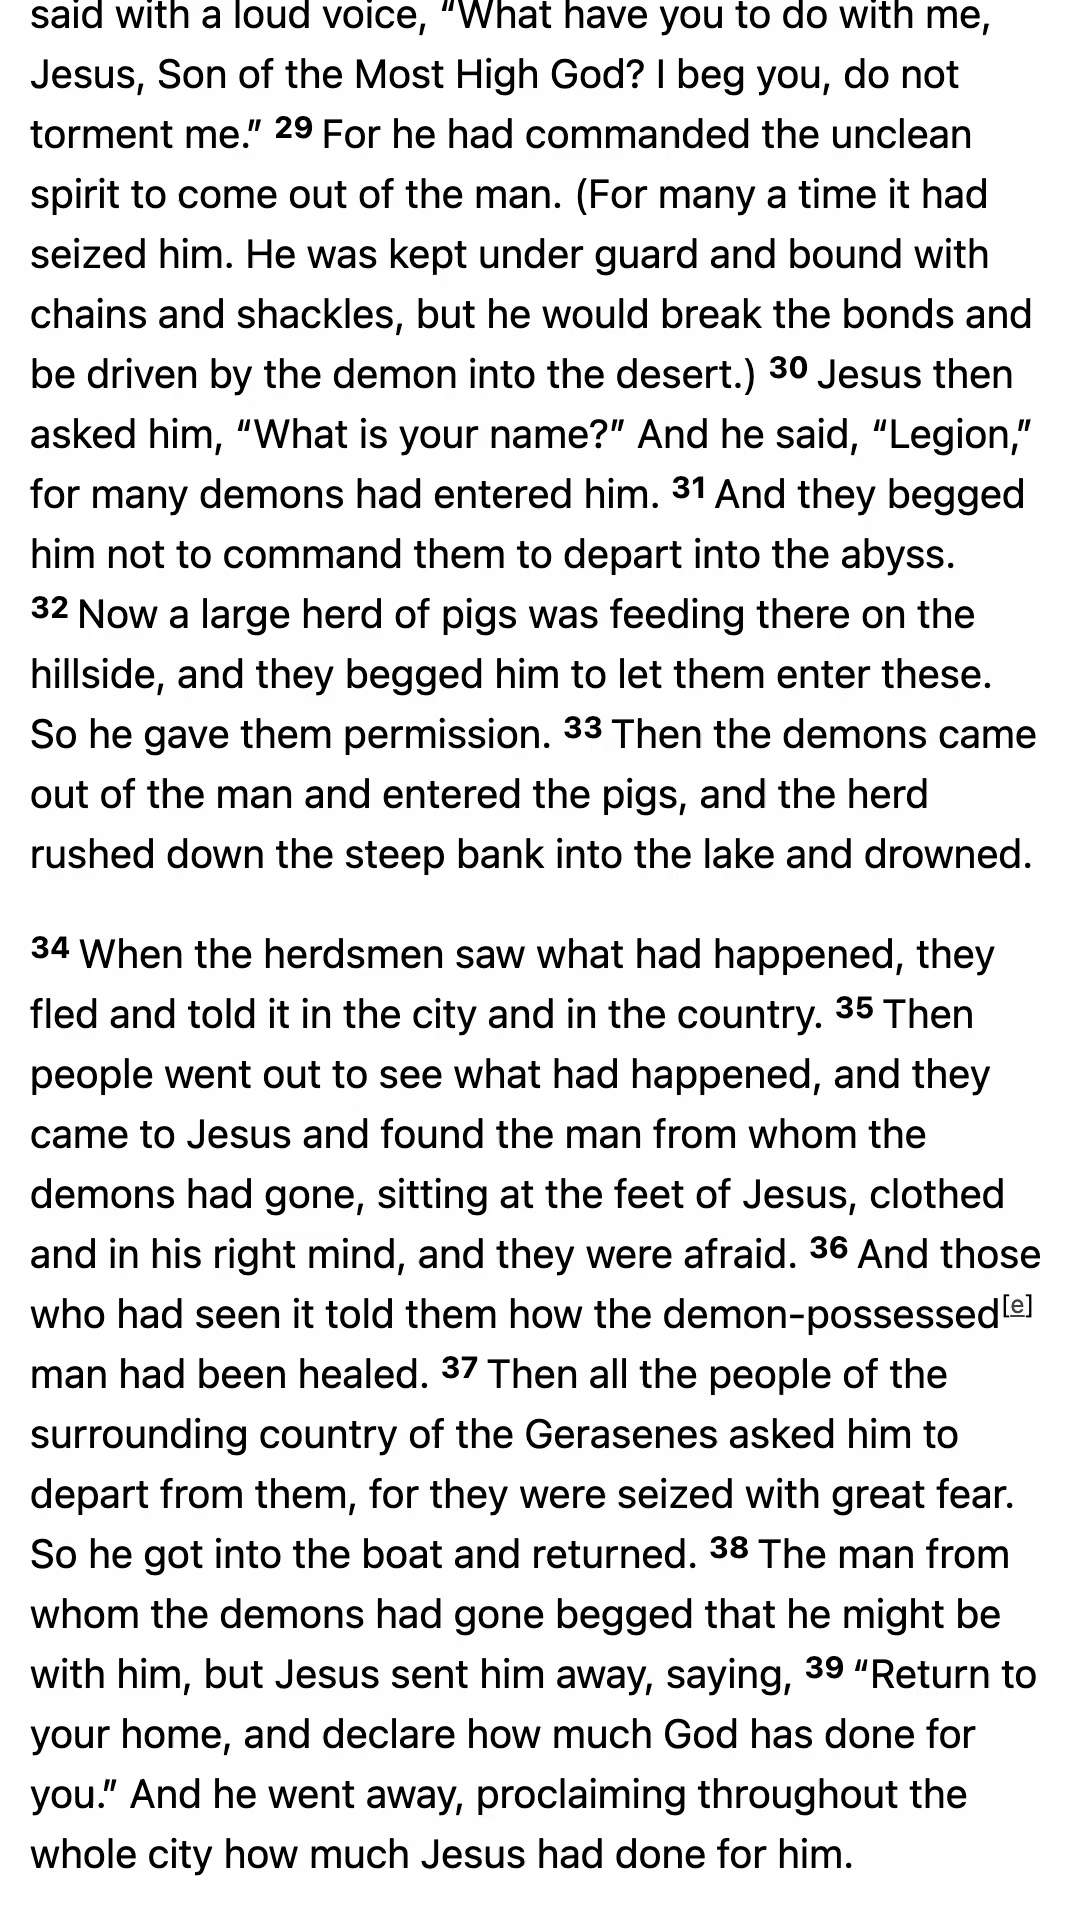 said with a loud voice, “What have you to do with me,
Jesus, Son of the Most High God? I beg you, do not
torment me.” 29 For he had commanded the unclean
spirit to come out of the man. (For many a time it had
seized him. He was kept under guard and bound with
chains and shackles, but he would break the bonds and
be driven by the demon into the desert.) 30 Jesus then
asked him, “What is your name?” And he said, “Legion,”
for many demons had entered him. 31 And they begged
him not to command them to depart into the abyss.
32 Now a large herd of pigs was feeding there on the
hillside, and they begged him to let them enter these.
So he gave them permission. 33 Then the demons came
out of the man and entered the pigs, and the herd
rushed down the steep bank into the lake and drowned.
34 When the herdsmen saw what had happened, they
fled and told it in the city and in the country. 35 Then
people went out to see what had happened, and they
came to Jesus and found the man from whom the
demons had gone, sitting at the feet of Jesus, clothed
and in his right mind, and they were afraid. 36 And those
who had seen it told them how the demon-possessed[e]
man had been healed. 37 Then all the people of the
surrounding country of the Gerasenes asked him to
depart from them, for they were seized with great fear.
So he got into the boat and returned. 38 The man from
whom the demons had gone begged that he might be
with him, but Jesus sent him away, saying, 39 “Return to
your home, and declare how much God has done for
you.” And he went away, proclaiming throughout the
whole city how much Jesus had done for him.